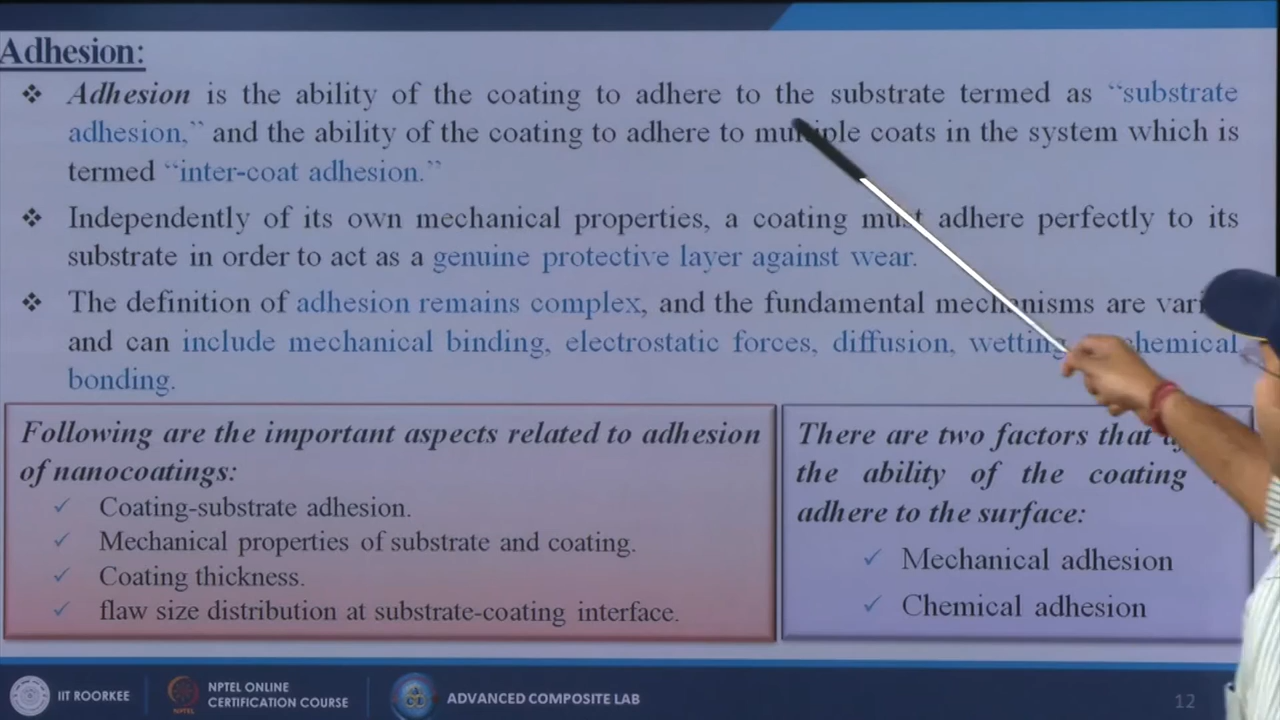 Adhesion:
❖ Adhesion is the ability of the coating to adhere to the substrate termed as “substrate
adhesion,” and the ability of the coating to adhere to multiple coats in the system which is
termed “inter-coat adhesion.”
❖ Independently of its own mechanical properties, a coating must adhere perfectly to its
substrate in order to act as a genuine protective layer against wear.
❖ The definition of adhesion remains complex, and the fundamental mechanisms are
and can include mechanical binding, electrostatic forces, diffusion, wetting, chemical
bonding.
Following are the important aspects related to adhesion
of nanocoatings:
✓ Coating-substrate adhesion.
✓ Mechanical properties of substrate and coating.
✓ Coating thickness.
✓ flaw size distribution at substrate-coating interface.
There are two factors that
the ability of the coating
adhere to the surface:
✓ Mechanical adhesion
✓ Chemical adhesion
IIT ROORKEE
NPTEL ONLINE
CERTIFICATION COURSE
ADVANCED COMPOSITE LAB
12